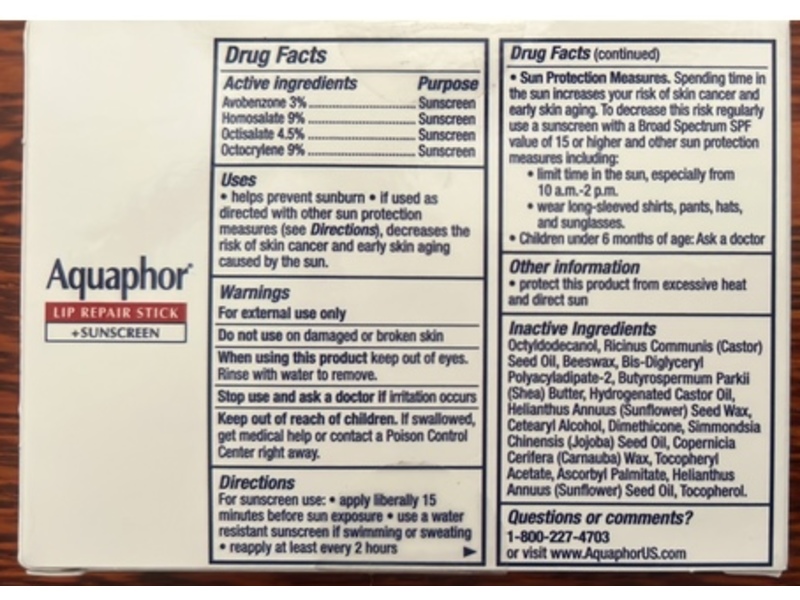 Aquaphor
LIP REPAIR STICK
+SUNSCREEN
Drug Facts
Active ingredients Purpose
Avobenzone 3% Sunscreen
Homosalate 9% Sunscreen
Octisalate 4.5% Sunscreen
Octocrylene 9% Sunscreen
Uses
• helps prevent sunburn • if used as
directed with other sun protection
measures (see Directions), decreases the
risk of skin cancer and early skin aging
caused by the sun.
Warnings
For external use only
Do not use on damaged or broken skin
When using this product keep out of eyes.
Rinse with water to remove.
Stop use and ask a doctor if irritation occurs
Keep out of reach of children. If swallowed,
get medical help or contact a Poison Control
Center right away.
Directions
For sunscreen use: • apply liberally 15
minutes before sun exposure • use a water
resistant sunscreen if swimming or sweating
• reapply at least every 2 hours
Drug Facts (continued)
• Sun Protection Measures. Spending time in
the sun increases your risk of skin cancer and
early skin aging. To decrease this risk regularly
use a sunscreen with a Broad Spectrum SPF
value of 15 or higher and other sun protection
measures including:
• limit time in the sun, especially from
10 a.m.-2 p.m.
• wear long-sleeved shirts, pants, hats,
and sunglasses.
• Children under 6 months of age: Ask a doctor
Other information
• protect this product from excessive heat
and direct sun
Inactive Ingredients
Octyldodecanol, Ricinus Communis (Castor)
Seed Oil, Beeswax, Bis-Diglyceryl
Polyacyladipate-2, Butyrospermum Parkii
(Shea) Butter, Hydrogenated Castor Oil,
Helianthus Annuus (Sunflower) Seed Wax,
Cetearyl Alcohol, Dimethicone, Simmondsia
Chinensis (Jojoba) Seed Oil, Copernicia
Cerifera (Carnauba) Wax, Tocopheryl
Acetate, Ascorbyl Palmitate, Helianthus
Annuus (Sunflower) Seed Oil, Tocopherol.
Questions or comments?
1-800-227-4703
or visit www.AquaphorUS.com